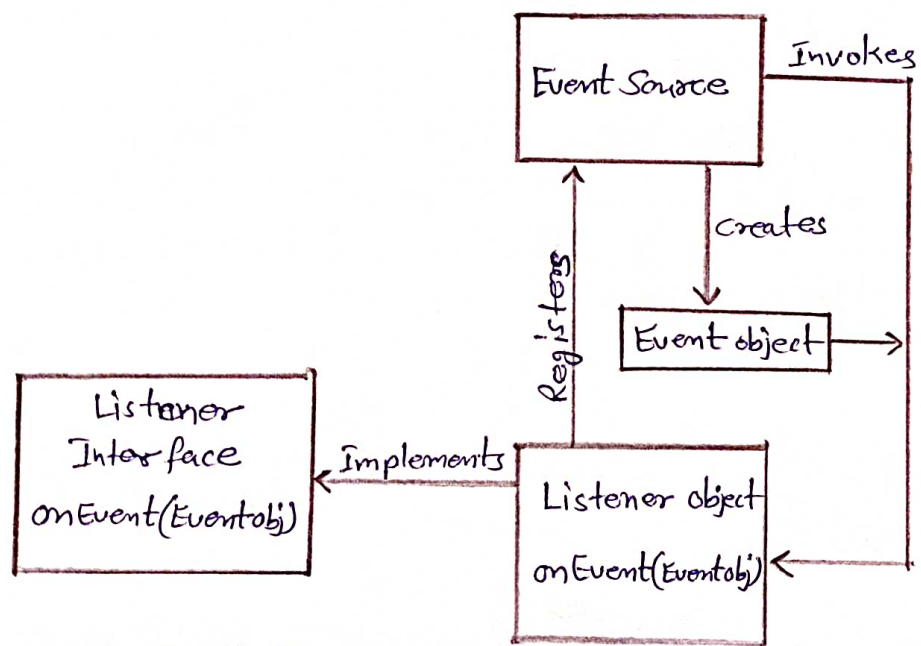 Invokes
Event Source
creates
Registers
Event object
Listener
Interface
onEvent(Eventobj)
Implements
Listener object
onEvent(Eventobj)